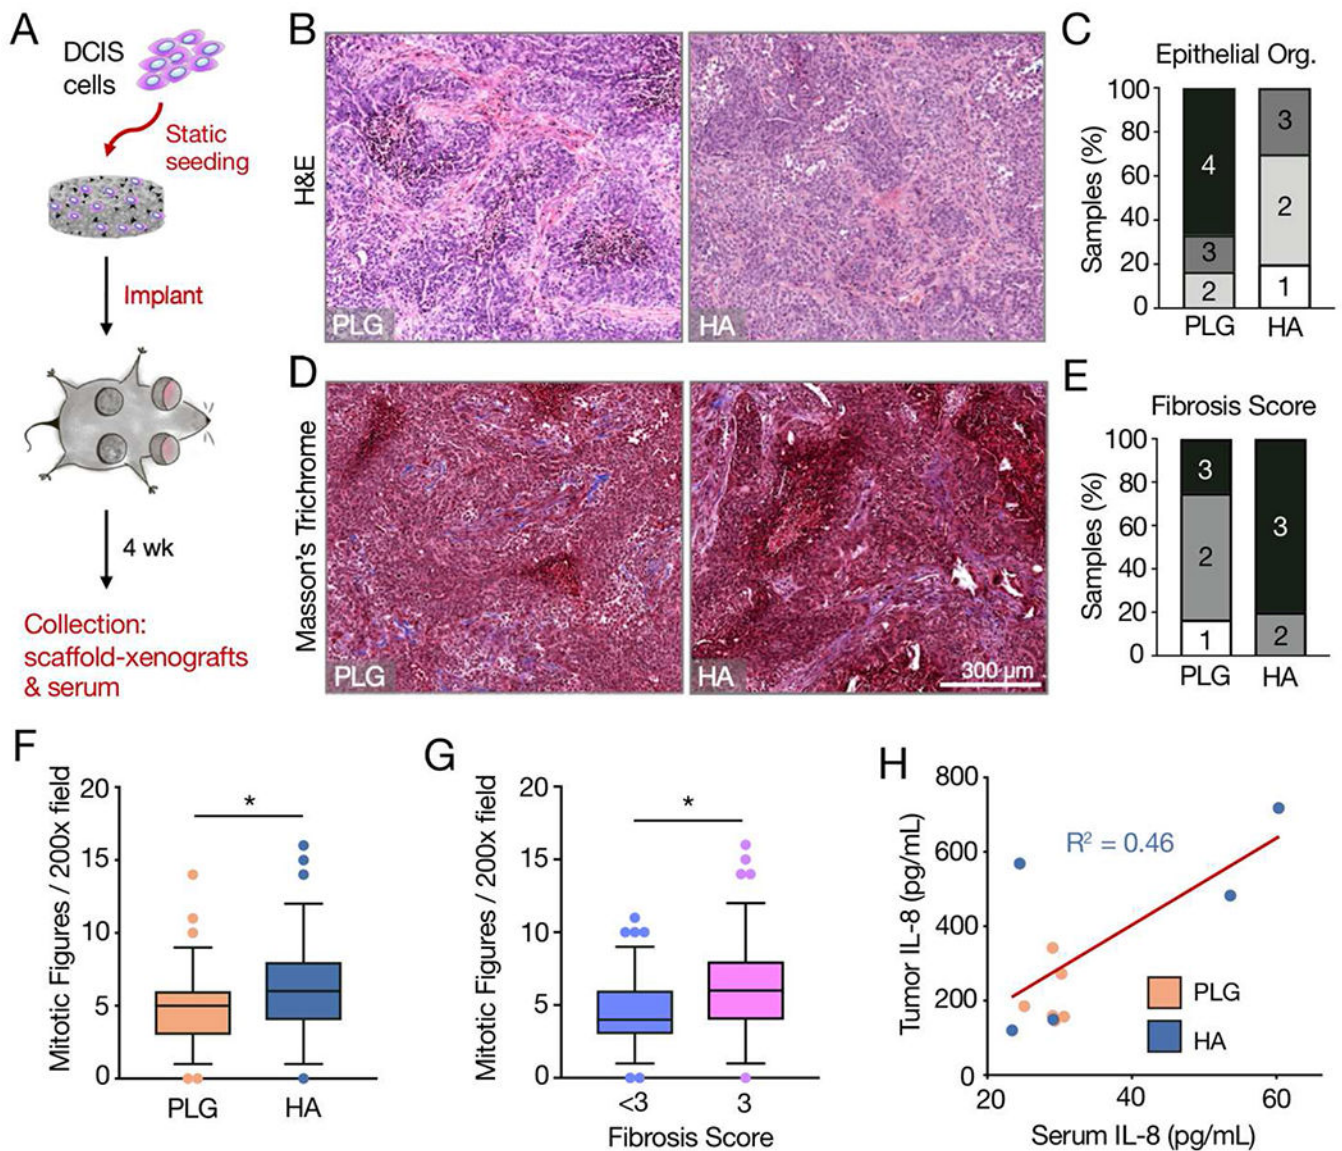 A
DCIS
cells
Static
seeding
Implant
4 wk
Collection:
scaffold-xenografts
& serum
B
H&E
PLG
HA
C
Epithelial Org.
Samples (%)
100
80
60
40
20
0
4
3
2
3
2
1
PLG
HA
D
Masson's Trichrome
PLG
HA
300 µm
E
Fibrosis Score
Samples (%)
100
80
60
40
20
0
3
2
1
3
2
PLG
HA
F
Mitotic Figures / 200x field
20
15
10
5
0
*
PLG
HA
G
Mitotic Figures / 200x field
20
15
10
5
0
*
<3
3
Fibrosis Score
H
Tumor IL-8 (pg/mL)
800
600
400
200
0
R² = 0.46
PLG
HA
20
40
60
Serum IL-8 (pg/mL)